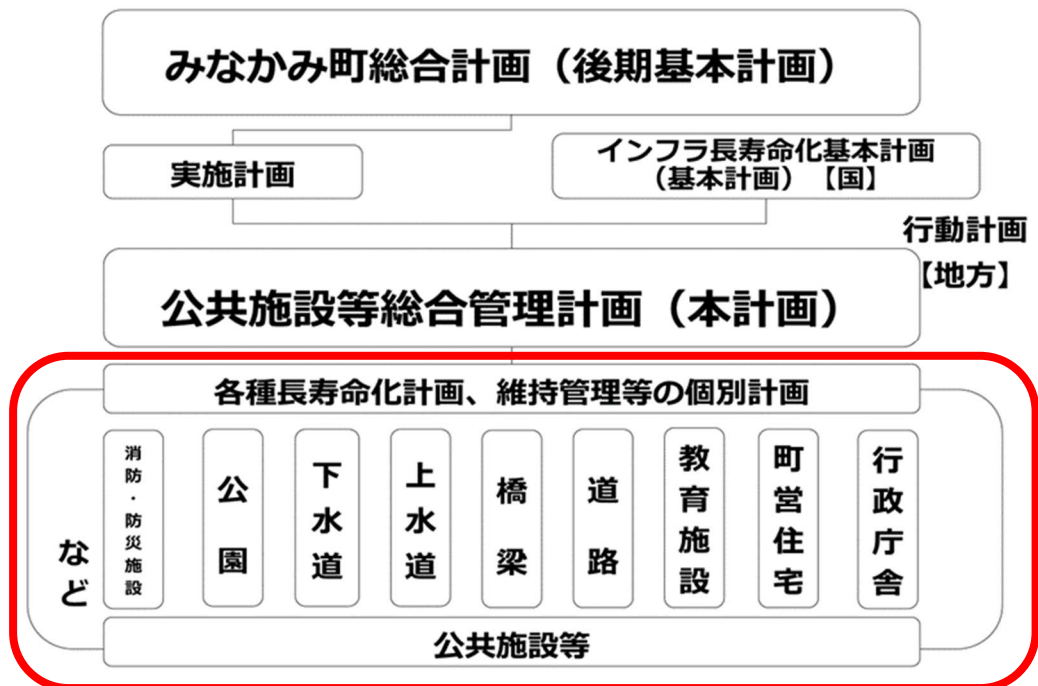 みなかみ町総合計画（後期基本計画）
実施計画
インフラ長寿命化基本計画
（基本計画）【国】
行動計画
【地方】
公共施設等総合管理計画（本計画）
各種長寿命化計画、維持管理等の個別計画
消防・防災施設
公園
下水道
上水道
橋梁
道路
教育施設
町営住宅
行政庁舎
など
公共施設等